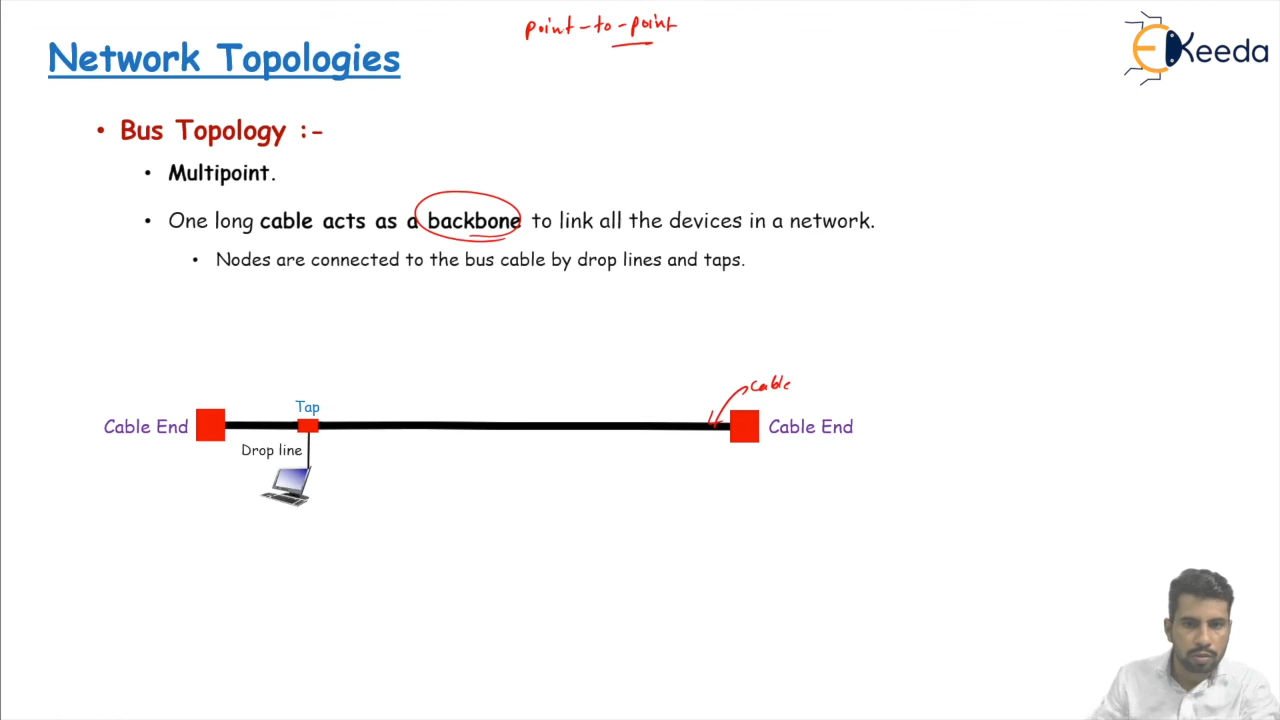 point-to-point
Network Topologies
EKeeda
• Bus Topology :-
• Multipoint.
• One long cable acts as a backbone to link all the devices in a network.
• Nodes are connected to the bus cable by drop lines and taps.
cable
Tap
Cable End
Cable End
Drop line